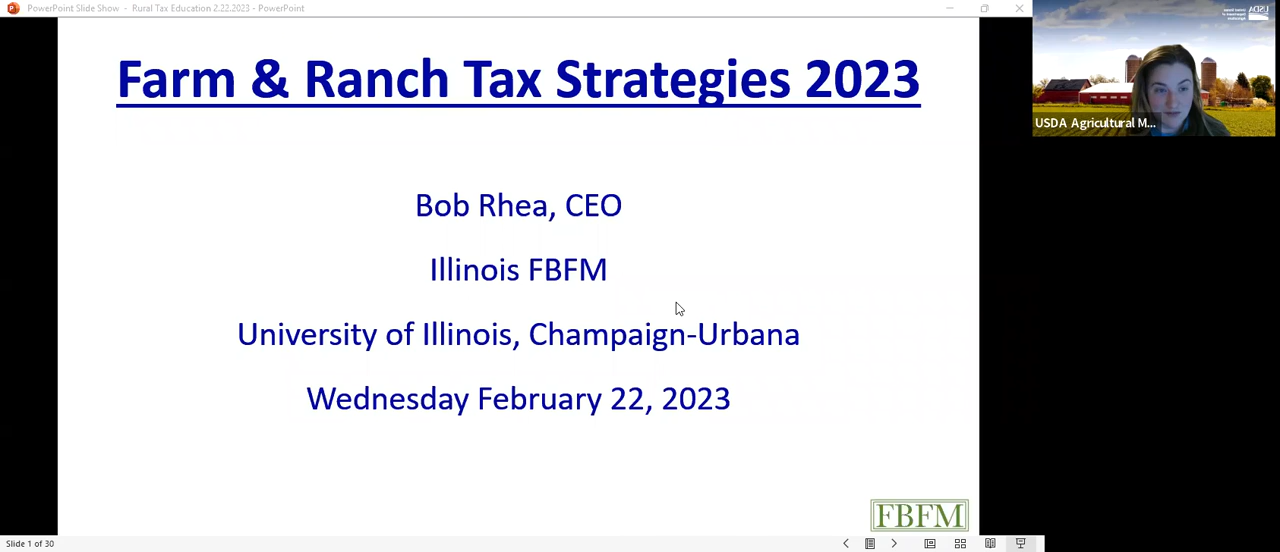 PowerPoint Slide Show - Rural Tax Education 2.22.2023 - PowerPoint
Farm & Ranch Tax Strategies 2023
Bob Rhea, CEO
Illinois FBFM
University of Illinois, Champaign-Urbana
Wednesday February 22, 2023
FBFM
Slide 1 of 30
USDA
USDA Agricultural M...